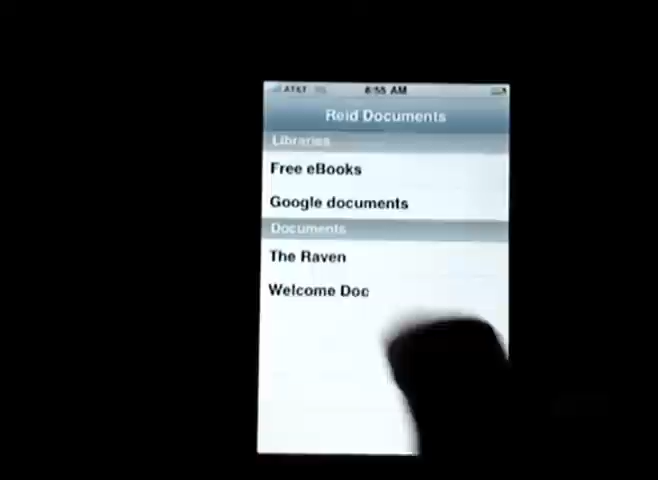 AT&T 8:55 AM
Reid Documents
Libraries
Free eBooks
Google documents
Documents
The Raven
Welcome Doc